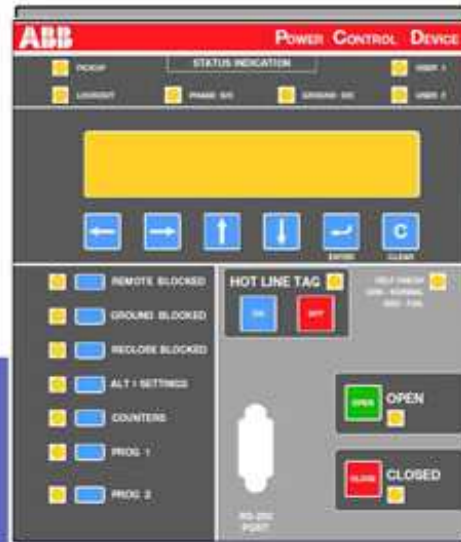 ABB
POWER CONTROL DEVICE
STATUS INDICATION
PICKUP
USER 1
LOCKOUT
PHASE O/C
GROUND O/C
USER 2
ENTER
C
CLEAR
REMOTE BLOCKED
GROUND BLOCKED
RECLOSE BLOCKED
ALT 1 SETTINGS
COUNTERS
PROG 1
PROG 2
HOT LINE TAG
ON
OFF
SELF CHECK
OPEN
OPEN
CLOSE
CLOSED
RS-232
PORT